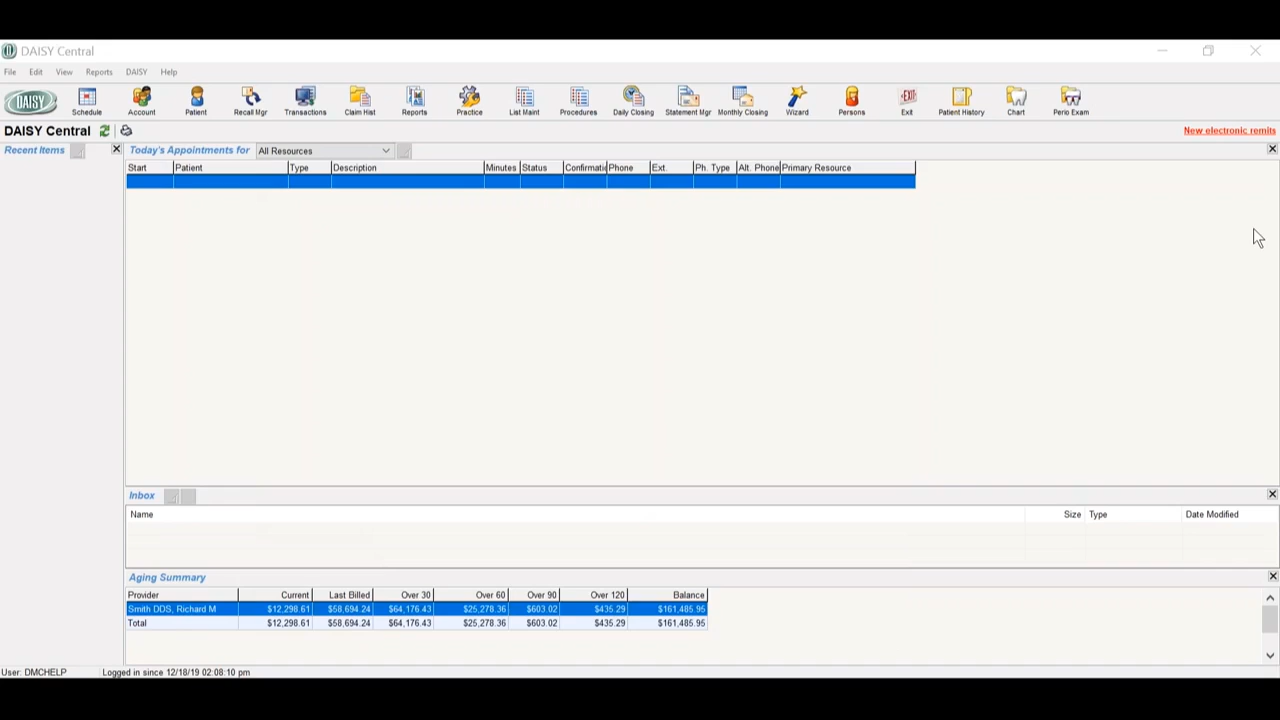 DAISY Central
File Edit View Reports DAISY Help
DAISY Schedule Account Patient Recall Mgr Transactions Claim Hist Reports Practice List Maint Procedures Daily Closing Statement Mgr Monthly Closing Wizard Persons EXIT Exit Patient History Chart Perio Exam
DAISY Central New electronic remits
Recent Items Today's Appointments for All Resources
Start Patient Type Description Minutes Status Confirmati Phone Ext. Ph. Type Alt. Phone Primary Resource
Inbox
Name Size Type Date Modified
Aging Summary
Provider Current Last Billed Over 30 Over 60 Over 90 Over 120 Balance
Smith DDS, Richard M $12,298.61 $58,694.24 $64,176.43 $25,278.36 $603.02 $435.29 $161,485.95
Total $12,298.61 $58,694.24 $64,176.43 $25,278.36 $603.02 $435.29 $161,485.95
User: DMCHELP Logged in since 12/18/19 02:08:10 pm